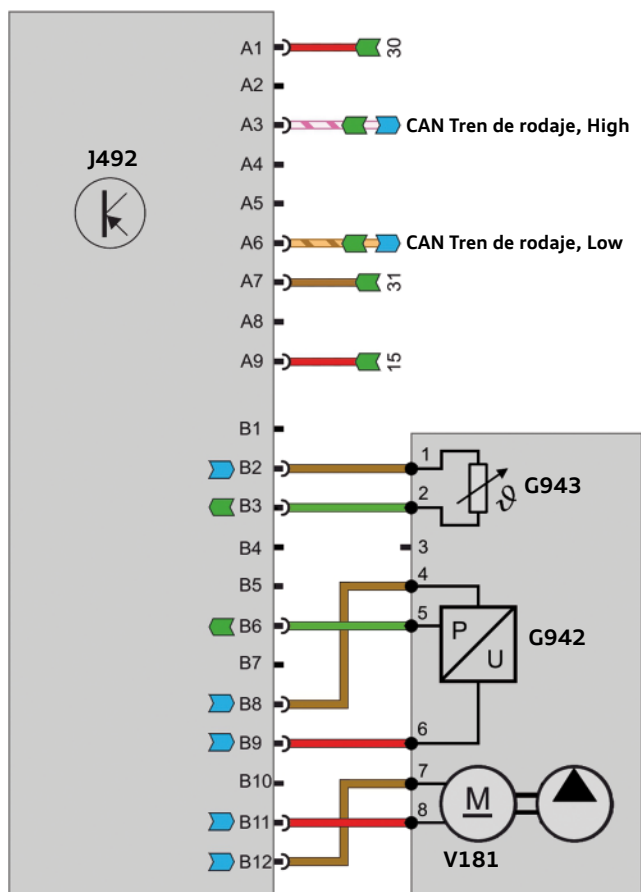 A1 30
A2
J492
A3 CAN Tren de rodaje, High
A4
A5
A6 CAN Tren de rodaje, Low
A7 31
A8
A9 15
B1
B2 1
G943
ϑ
B3 2
B4 3
B5 4
B6 5 P
U G942
B7
B8
B9 6
B10 7
M
B11 8
V181
B12